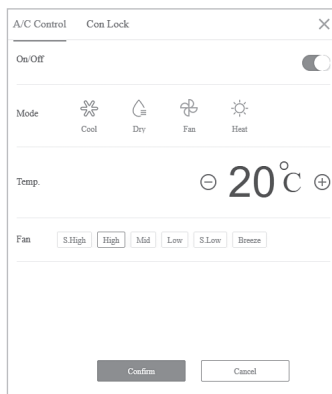 A/C Control Con Lock
On/Off
Mode
Cool Dry Fan Heat
Temp. 20°C
Fan S.High High Mid Low S.Low Breeze
Confirm Cancel